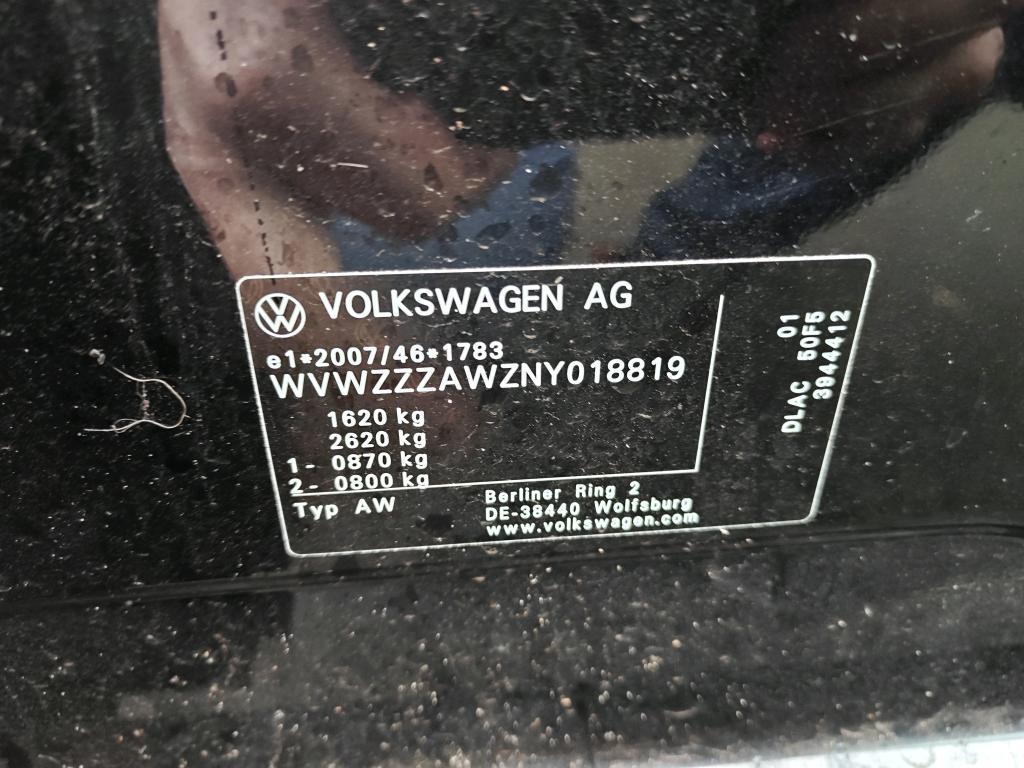 VOLKSWAGEN AG
e1*2007/46*1783
WVWZZZAWZNY018819
1620 kg
2620 kg
1- 0870 kg
2- 0800 kg
Typ AW
Berliner Ring 2
DE-38440 Wolfsburg
www.volkswagen.com
01
DLAC 50F5
3944412